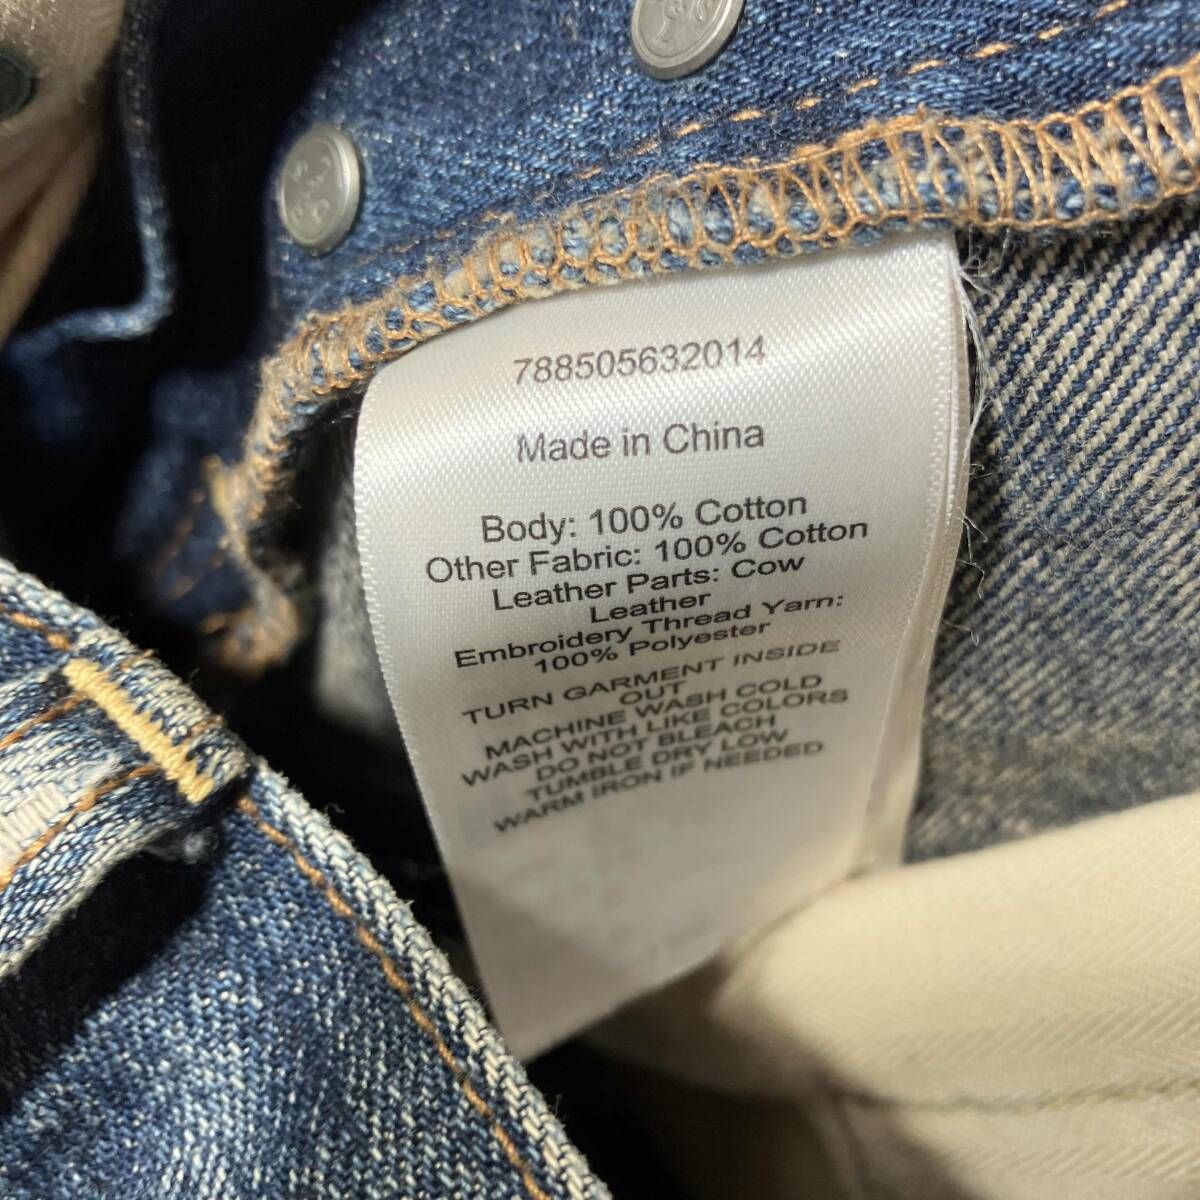 788505632014
Made in China
Body: 100% Cotton
Other Fabric: 100% Cotton
Leather Parts: Cow
Leather
Embroidery Thread Yarn:
100% Polyester
TURN GARMENT INSIDE
OUT
MACHINE WASH COLD
WASH WITH LIKE COLORS
DO NOT BLEACH
TUMBLE DRY LOW
WARM IRON IF NEEDED